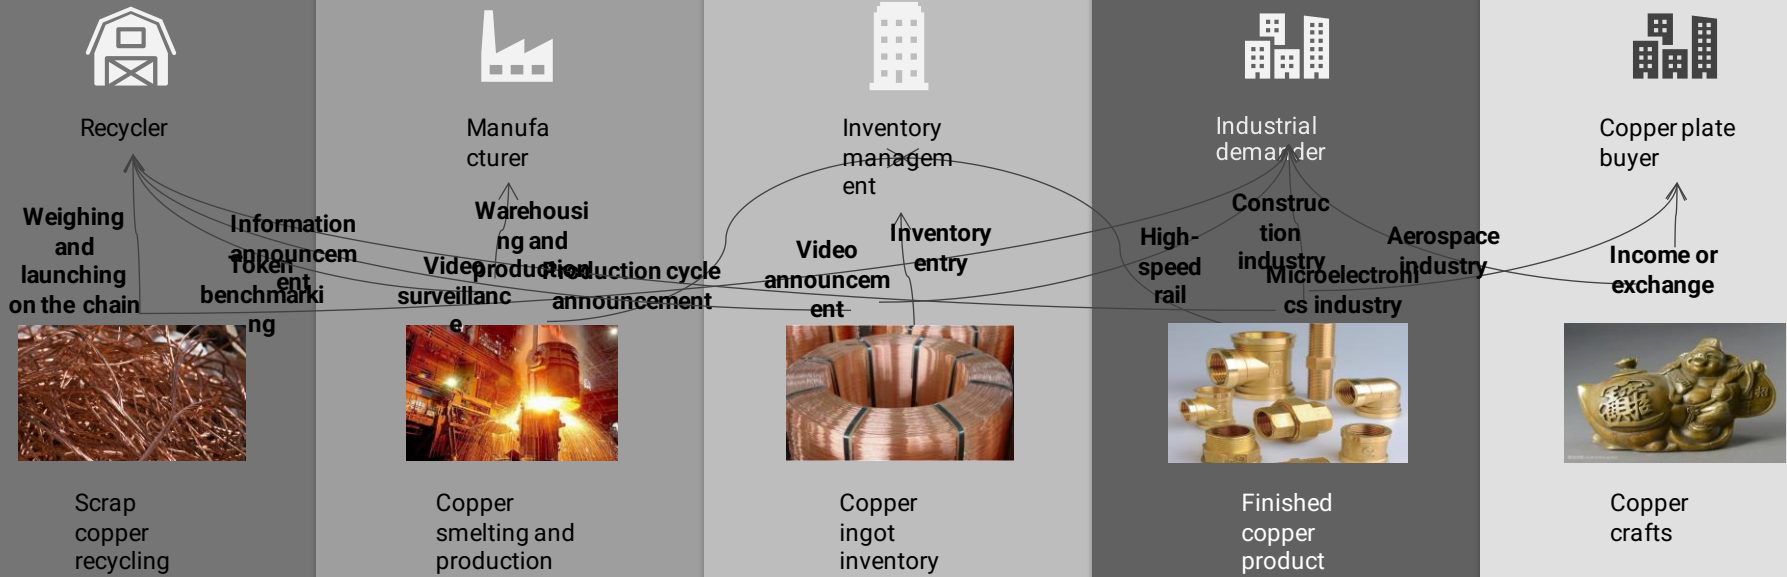 Recycler
Manufa
cturer
Inventory
managem
ent
Industrial
demander
Copper plate
buyer
Weighing
and
launching
on the chain
Information
announcem
ent
Token
benchmarki
ng
Video
surveillanc
e
Warehousi
ng and
production
Production cycle
announcement
Video
announcem
ent
Inventory
entry
High-
speed
rail
Construc
tion
industry
Microelectroni
cs industry
Aerospace
industry
Income or
exchange
Scrap
copper
recycling
Copper
smelting and
production
Copper
ingot
inventory
Finished
copper
product
Copper
crafts